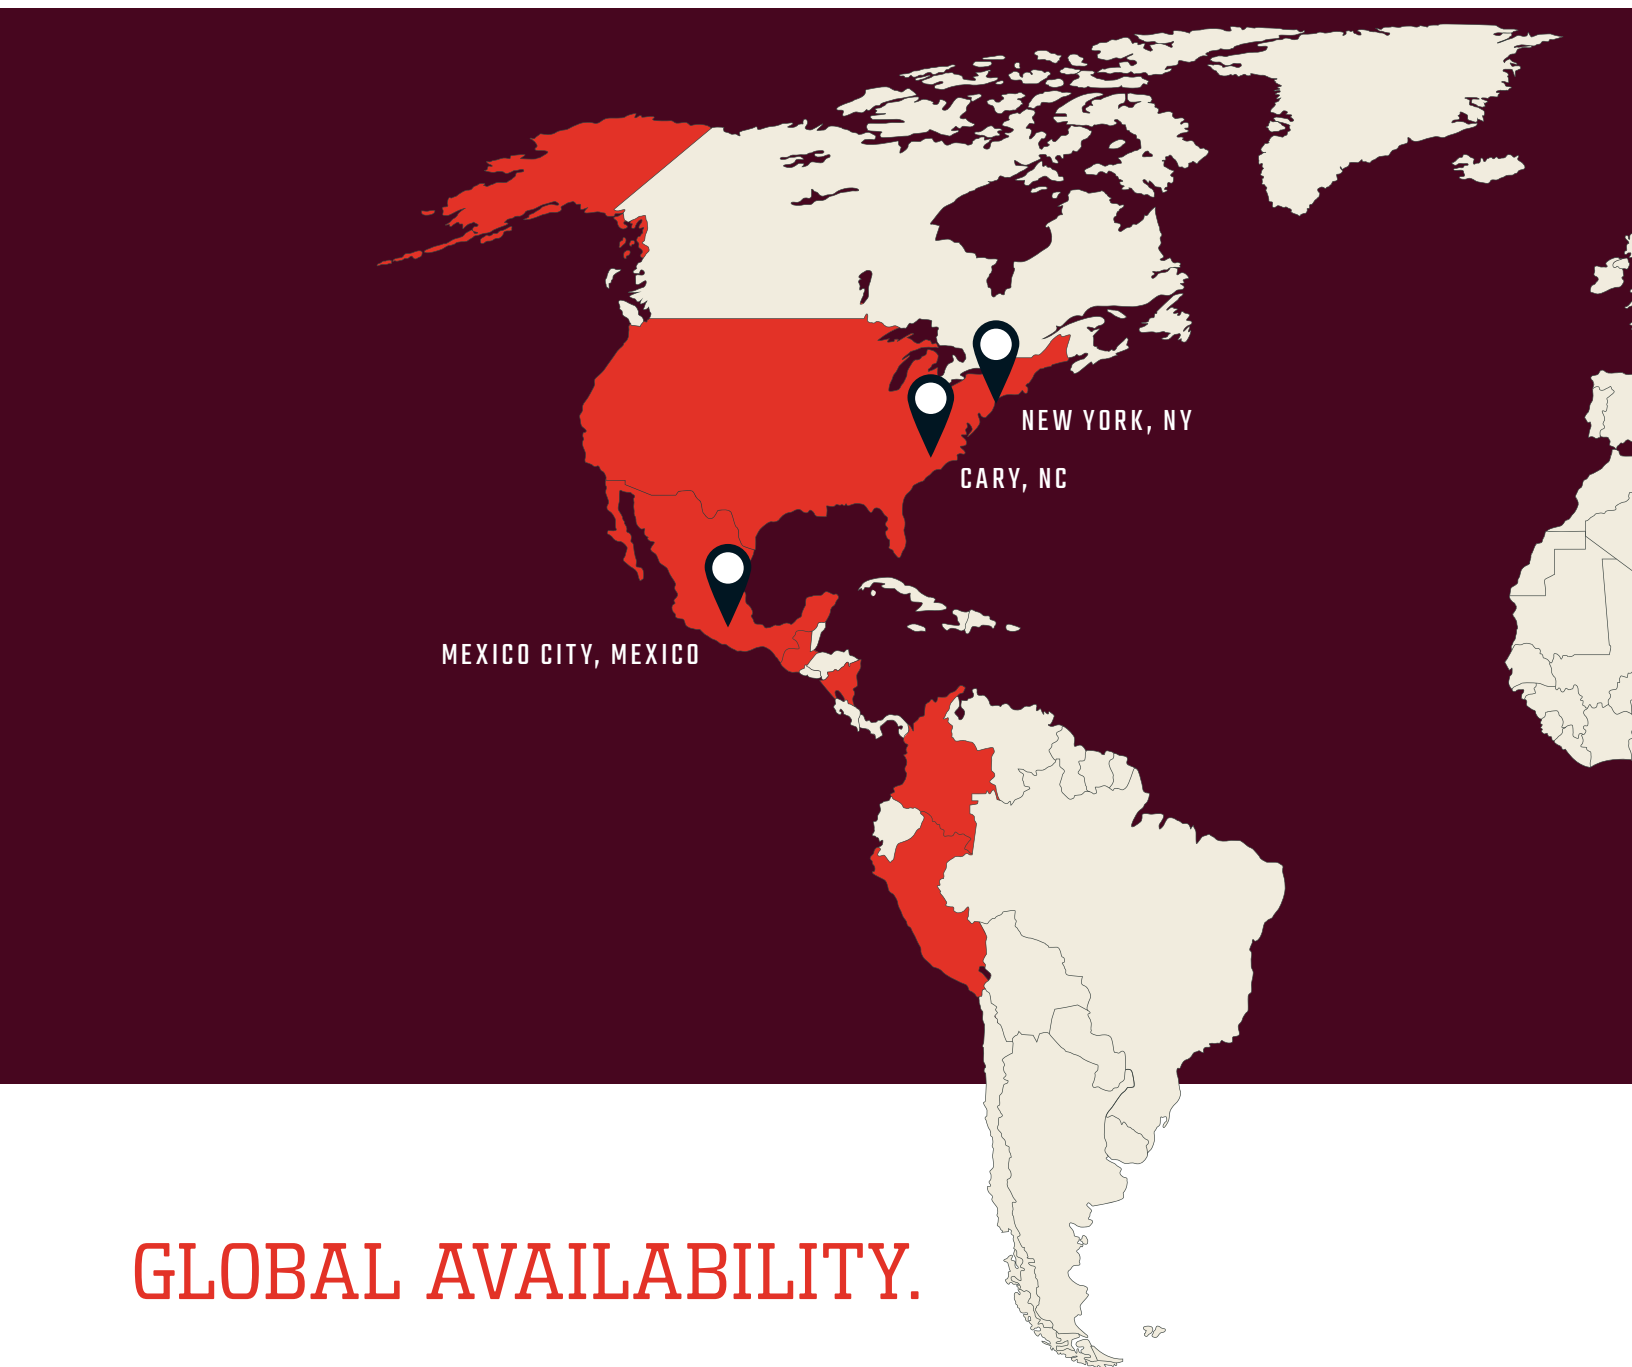 NEW YORK, NY
CARY, NC
MEXICO CITY, MEXICO
GLOBAL AVAILABILITY.